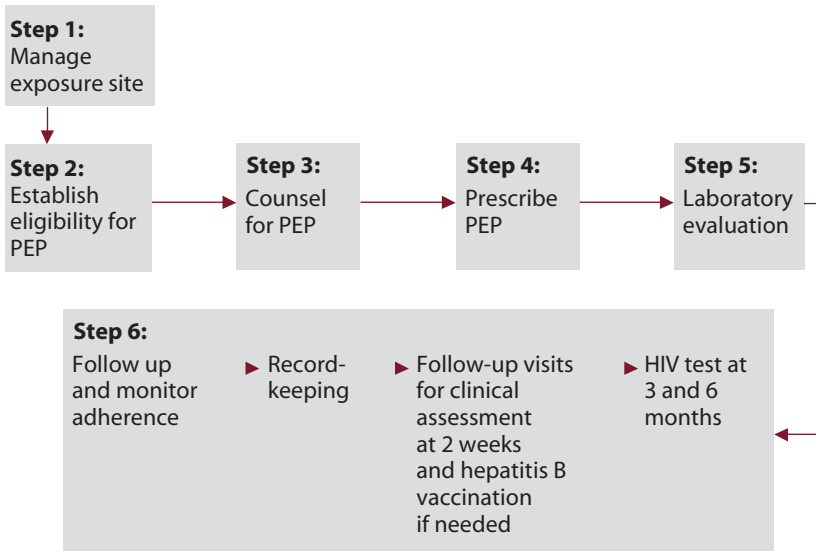 Step 1:
Manage
exposure site
Step 2:
Establish
eligibility for
PEP
Step 3:
Counsel
for PEP
Step 4:
Prescribe
PEP
Step 5:
Laboratory
evaluation
Step 6:
Follow up
and monitor
adherence
Record-
keeping
Follow-up visits
for clinical
assessment
at 2 weeks
and hepatitis B
vaccination
if needed
HIV test at
3 and 6
months